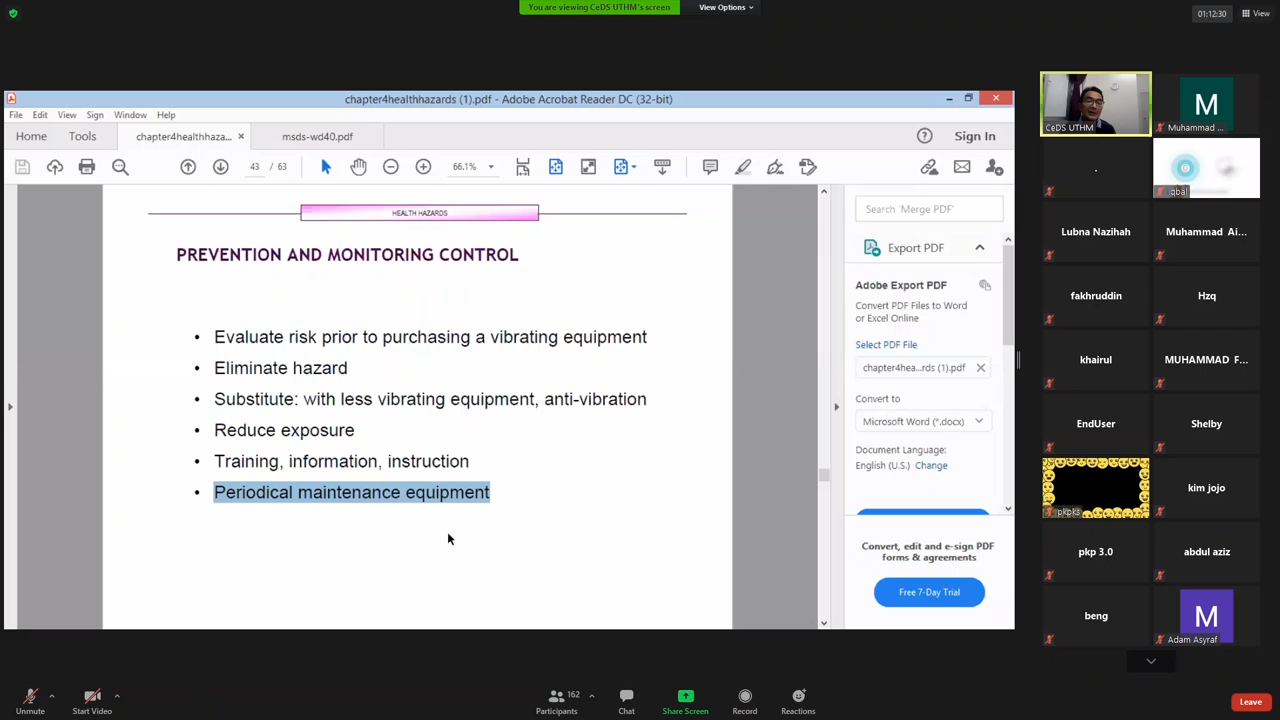 You are viewing CeDS UTHM's screen
View Options
01:12:30
View
chapter4healthhazards (1).pdf - Adobe Acrobat Reader DC (32-bit)
File Edit View Sign Window Help
Home Tools
chapter4healthhaza...
msds-wd40.pdf
Sign In
43 / 63
66.1%
HEALTH HAZARDS
PREVENTION AND MONITORING CONTROL
• Evaluate risk prior to purchasing a vibrating equipment
• Eliminate hazard
• Substitute: with less vibrating equipment, anti-vibration
• Reduce exposure
• Training, information, instruction
• Periodical maintenance equipment
Search 'Merge PDF'
Export PDF
Adobe Export PDF
Convert PDF Files to Word
or Excel Online
Select PDF File
chapter4hea...rds (1).pdf
Convert to
Microsoft Word (*.docx)
Document Language:
English (U.S.) Change
Convert, edit and e-sign PDF
forms & agreements
Free 7-Day Trial
CeDS UTHM
M
Muhammad ...
.
iqbal
Lubna Nazihah
Muhammad Ai...
fakhruddin
Hzq
khairul
MUHAMMAD F...
EndUser
Shelby
pkpks
kim jojo
pkp 3.0
abdul aziz
beng
M
Adam Asyraf
Unmute
Start Video
162
Participants
Chat
Share Screen
Record
Reactions
Leave